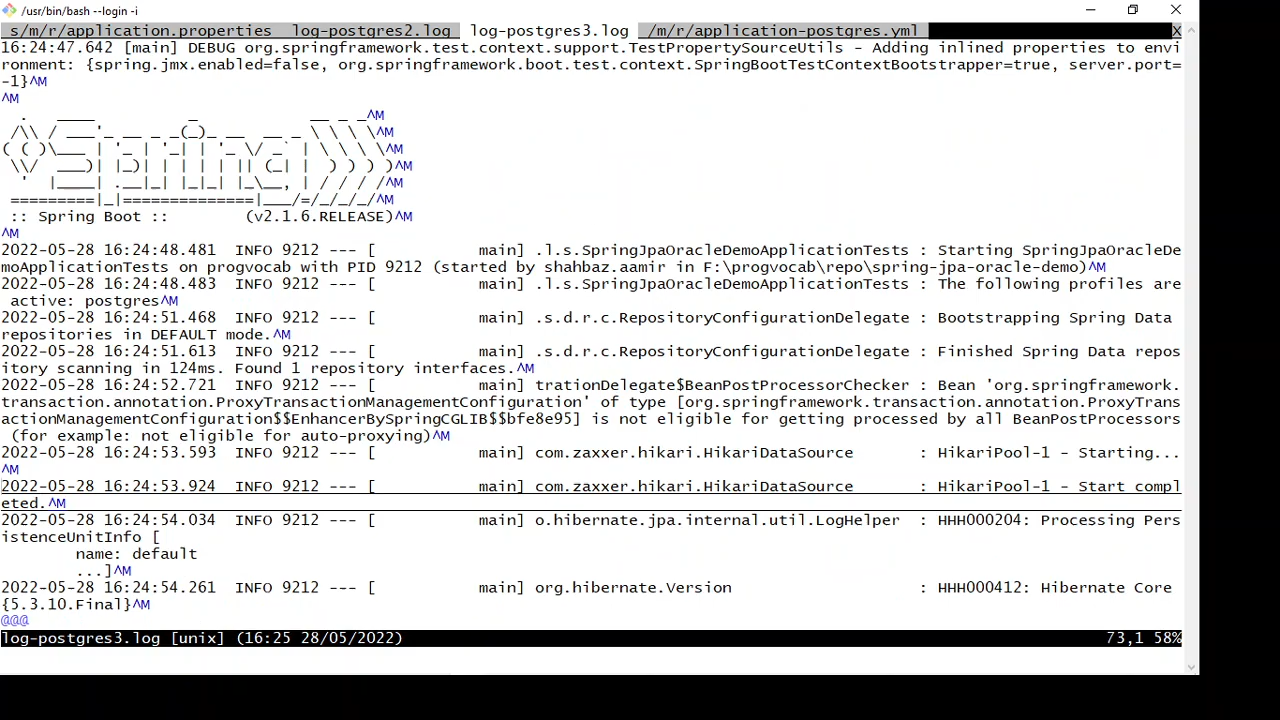 /usr/bin/bash --login -i
s/m/r/application.properties  log-postgres2.log  log-postgres3.log  /m/r/application-postgres.yml  X
16:24:47.642 [main] DEBUG org.springframework.test.context.support.TestPropertySourceUtils - Adding inlined properties to envi
ronment: {spring.jmx.enabled=false, org.springframework.boot.test.context.SpringBootTestContextBootstrapper=true, server.port=
-1}^M
^M
  .   ____          _            __ _ _^M
 /\\ / ___'_ __ _ _(_)_ __  __ _ \ \ \ \^M
( ( )\___ | '_ | '_| | '_ \/ _` | \ \ \ \^M
 \\/  ___)| |_)| | | | | || (_| |  ) ) ) )^M
  '  |____| .__|_| |_|_| |_\__, | / / / /^M
 =========|_|==============|___/=/_/_/_/^M
 :: Spring Boot ::        (v2.1.6.RELEASE)^M
^M
2022-05-28 16:24:48.481  INFO 9212 --- [           main] .l.s.SpringJpaOracleDemoApplicationTests : Starting SpringJpaOracleDe
moApplicationTests on progvocab with PID 9212 (started by shahbaz.aamir in F:\progvocab\repo\spring-jpa-oracle-demo)^M
2022-05-28 16:24:48.483  INFO 9212 --- [           main] .l.s.SpringJpaOracleDemoApplicationTests : The following profiles are
 active: postgres^M
2022-05-28 16:24:51.468  INFO 9212 --- [           main] .s.d.r.c.RepositoryConfigurationDelegate : Bootstrapping Spring Data
repositories in DEFAULT mode.^M
2022-05-28 16:24:51.613  INFO 9212 --- [           main] .s.d.r.c.RepositoryConfigurationDelegate : Finished Spring Data repos
itory scanning in 124ms. Found 1 repository interfaces.^M
2022-05-28 16:24:52.721  INFO 9212 --- [           main] trationDelegate$BeanPostProcessorChecker : Bean 'org.springframework.
transaction.annotation.ProxyTransactionManagementConfiguration' of type [org.springframework.transaction.annotation.ProxyTrans
actionManagementConfiguration$$EnhancerBySpringCGLIB$$bfe8e95] is not eligible for getting processed by all BeanPostProcessors
 (for example: not eligible for auto-proxying)^M
2022-05-28 16:24:53.593  INFO 9212 --- [           main] com.zaxxer.hikari.HikariDataSource       : HikariPool-1 - Starting...
^M
2022-05-28 16:24:53.924  INFO 9212 --- [           main] com.zaxxer.hikari.HikariDataSource       : HikariPool-1 - Start compl
eted.^M
2022-05-28 16:24:54.034  INFO 9212 --- [           main] o.hibernate.jpa.internal.util.LogHelper  : HHH000204: Processing Pers
istenceUnitInfo [
        name: default
        ...]^M
2022-05-28 16:24:54.261  INFO 9212 --- [           main] org.hibernate.Version                    : HHH000412: Hibernate Core
{5.3.10.Final}^M
@@@
log-postgres3.log [unix] (16:25 28/05/2022)  73,1 58%